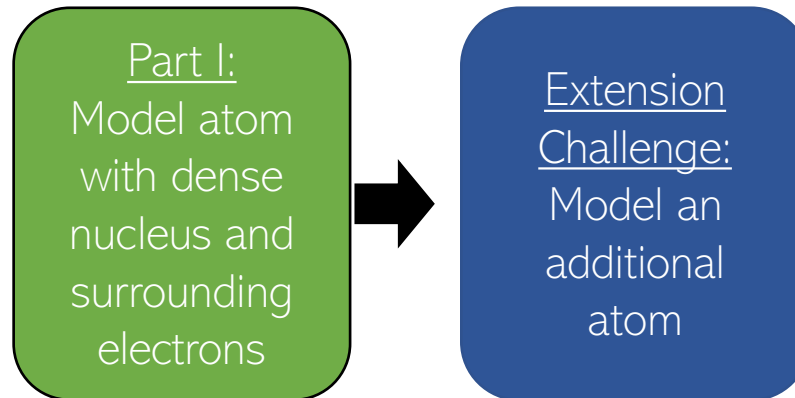 Part I:
Model atom
with dense
nucleus and
surrounding
electrons
Extension
Challenge:
Model an
additional
atom